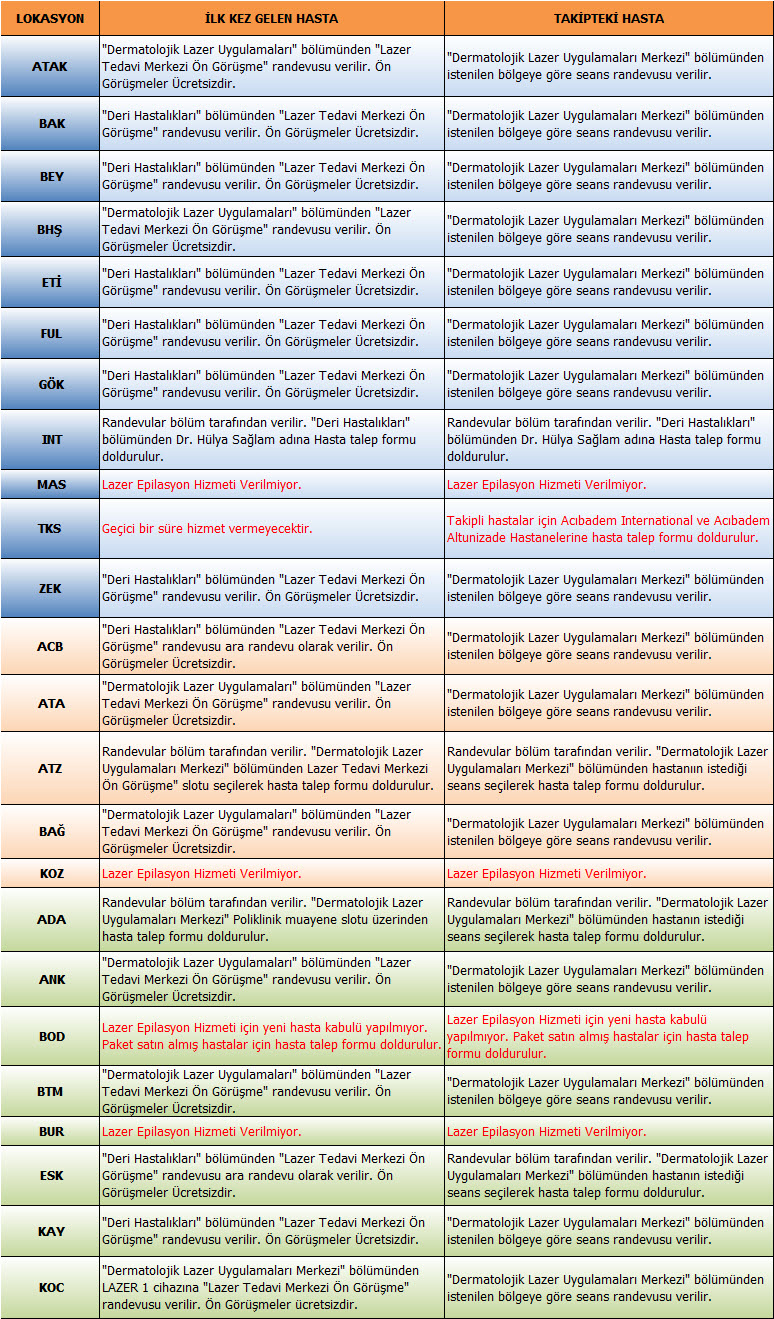 LOKASYON İLK KEZ GELEN HASTA TAKİPTEKİ HASTA
ATAK
"Dermatolojik Lazer Uygulamaları" bölümünden "Lazer
Tedavi Merkezi Ön Görüşme" randevusu verilir. Ön
Görüşmeler Ücretsizdir.
"Dermatolojik Lazer Uygulamaları Merkezi" bölümünden
istenilen bölgeye göre seans randevusu verilir.
BAK
"Deri Hastalıkları" bölümünden "Lazer Tedavi Merkezi Ön
Görüşme" randevusu verilir. Ön Görüşmeler Ücretsizdir.
"Dermatolojik Lazer Uygulamaları Merkezi" bölümünden
istenilen bölgeye göre seans randevusu verilir.
BEY
"Deri Hastalıkları" bölümünden "Lazer Tedavi Merkezi Ön
Görüşme" randevusu verilir. Ön Görüşmeler Ücretsizdir.
"Dermatolojik Lazer Uygulamaları Merkezi" bölümünden
istenilen bölgeye göre seans randevusu verilir.
BHŞ
"Dermatolojik Lazer Uygulamaları" bölümünden "Lazer
Tedavi Merkezi Ön Görüşme" randevusu verilir. Ön
Görüşmeler Ücretsizdir.
"Dermatolojik Lazer Uygulamaları Merkezi" bölümünden
istenilen bölgeye göre seans randevusu verilir.
ETİ
"Deri Hastalıkları" bölümünden "Lazer Tedavi Merkezi Ön
Görüşme" randevusu verilir. Ön Görüşmeler Ücretsizdir.
"Dermatolojik Lazer Uygulamaları Merkezi" bölümünden
istenilen bölgeye göre seans randevusu verilir.
FUL
"Deri Hastalıkları" bölümünden "Lazer Tedavi Merkezi Ön
Görüşme" randevusu verilir. Ön Görüşmeler Ücretsizdir.
"Dermatolojik Lazer Uygulamaları Merkezi" bölümünden
istenilen bölgeye göre seans randevusu verilir.
GÖK
"Deri Hastalıkları" bölümünden "Lazer Tedavi Merkezi Ön
Görüşme" randevusu verilir. Ön Görüşmeler Ücretsizdir.
"Dermatolojik Lazer Uygulamaları Merkezi" bölümünden
istenilen bölgeye göre seans randevusu verilir.
INT
Randevular bölüm tarafından verilir. "Deri Hastalıkları"
bölümünden Dr. Hülya Sağlam adına Hasta talep formu
doldurulur.
Randevular bölüm tarafından verilir. "Deri Hastalıkları"
bölümünden Dr. Hülya Sağlam adına Hasta talep formu
doldurulur.
MAS
Lazer Epilasyon Hizmeti Verilmiyor.
Lazer Epilasyon Hizmeti Verilmiyor.
TKS
Geçici bir süre hizmet vermeyecektir.
Takipli hastalar için Acıbadem International ve Acıbadem
Altunizade Hastanelerine hasta talep formu doldurulur.
ZEK
"Deri Hastalıkları" bölümünden "Lazer Tedavi Merkezi Ön
Görüşme" randevusu verilir. Ön Görüşmeler Ücretsizdir.
"Dermatolojik Lazer Uygulamaları Merkezi" bölümünden
istenilen bölgeye göre seans randevusu verilir.
ACB
"Deri Hastalıkları" bölümünden "Lazer Tedavi Merkezi Ön
Görüşme" randevusu ara randevu olarak verilir. Ön
Görüşmeler Ücretsizdir.
"Dermatolojik Lazer Uygulamaları Merkezi" bölümünden
istenilen bölgeye göre seans randevusu verilir.
ATA
"Dermatolojik Lazer Uygulamaları" bölümünden "Lazer
Tedavi Merkezi Ön Görüşme" randevusu verilir. Ön
Görüşmeler Ücretsizdir.
"Dermatolojik Lazer Uygulamaları Merkezi" bölümünden
istenilen bölgeye göre seans randevusu verilir.
ATZ
Randevular bölüm tarafından verilir. "Dermatolojik Lazer
Uygulamaları Merkezi" bölümünden Lazer Tedavi Merkezi
Ön Görüşme" slotu seçilerek hasta talep formu doldurulur.
Randevular bölüm tarafından verilir. "Dermatolojik Lazer
Uygulamaları Merkezi" bölümünden hastanıın istediği
seans seçilerek hasta talep formu doldurulur.
BAĞ
"Dermatolojik Lazer Uygulamaları" bölümünden "Lazer
Tedavi Merkezi Ön Görüşme" randevusu verilir. Ön
Görüşmeler Ücretsizdir.
"Dermatolojik Lazer Uygulamaları Merkezi" bölümünden
istenilen bölgeye göre seans randevusu verilir.
KOZ
Lazer Epilasyon Hizmeti Verilmiyor.
Lazer Epilasyon Hizmeti Verilmiyor.
ADA
Randevular bölüm tarafından verilir. "Dermatolojik Lazer
Uygulamaları Merkezi" Poliklinik muayene slotu üzerinden
hasta talep formu doldurulur.
Randevular bölüm tarafından verilir. "Dermatolojik Lazer
Uygulamaları Merkezi" bölümünden hastanın istediği
seans seçilerek hasta talep formu doldurulur.
ANK
"Dermatolojik Lazer Uygulamaları" bölümünden "Lazer
Tedavi Merkezi Ön Görüşme" randevusu verilir. Ön
Görüşmeler Ücretsizdir.
"Dermatolojik Lazer Uygulamaları Merkezi" bölümünden
istenilen bölgeye göre seans randevusu verilir.
BOD
Lazer Epilasyon Hizmeti için yeni hasta kabulü yapılmıyor.
Paket satın almış hastalar için hasta talep formu doldurulur.
Lazer Epilasyon Hizmeti için yeni hasta kabulü
yapılmıyor. Paket satın almış hastalar için hasta talep
formu doldurulur.
BTM
"Dermatolojik Lazer Uygulamaları" bölümünden "Lazer
Tedavi Merkezi Ön Görüşme" randevusu verilir. Ön
Görüşmeler Ücretsizdir.
"Dermatolojik Lazer Uygulamaları Merkezi" bölümünden
istenilen bölgeye göre seans randevusu verilir.
BUR
Lazer Epilasyon Hizmeti Verilmiyor.
Lazer Epilasyon Hizmeti Verilmiyor.
ESK
"Deri Hastalıkları" bölümünden "Lazer Tedavi Merkezi Ön
Görüşme" randevusu ara randevu olarak verilir. Ön
Görüşmeler Ücretsizdir.
Randevular bölüm tarafından verilir. "Dermatolojik Lazer
Uygulamaları Merkezi" bölümünden hastanın istediği
seans seçilerek hasta talep formu doldurulur.
KAY
"Deri Hastalıkları" bölümünden "Lazer Tedavi Merkezi Ön
Görüşme" randevusu verilir. Ön Görüşmeler Ücretsizdir.
"Dermatolojik Lazer Uygulamaları Merkezi" bölümünden
istenilen bölgeye göre seans randevusu verilir.
KOC
"Dermatolojik Lazer Uygulamaları Merkezi" bölümünden
LAZER 1 cihazına "Lazer Tedavi Merkezi Ön Görüşme"
randevusu verilir. Ön Görüşmeler ücretsizdir.
"Dermatolojik Lazer Uygulamaları Merkezi" bölümünden
istenilen bölgeye göre seans randevusu verilir.